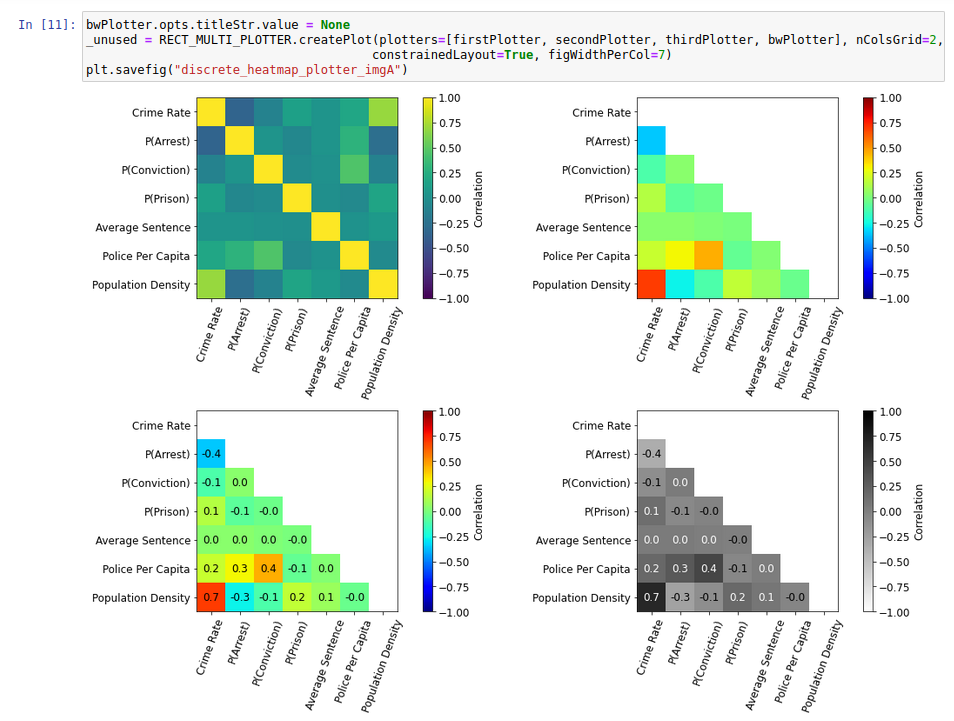 In [11]: bwPlotter.opts.titleStr.value = None
_unused = RECT_MULTI_PLOTTER.createPlot(plotters=[firstPlotter, secondPlotter, thirdPlotter, bwPlotter], nColsGrid=2,
constrainedLayout=True, figWidthPerCol=7)
plt.savefig("discrete_heatmap_plotter_imgA")
Crime Rate
P(Arrest)
P(Conviction)
P(Prison)
Average Sentence
Police Per Capita
Population Density
Crime Rate
P(Arrest)
P(Conviction)
P(Prison)
Average Sentence
Police Per Capita
Population Density
1.00
0.75
0.50
0.25
0.00
−0.25
−0.50
−0.75
−1.00
Correlation
Crime Rate
P(Arrest)
P(Conviction)
P(Prison)
Average Sentence
Police Per Capita
Population Density
Crime Rate
P(Arrest)
P(Conviction)
P(Prison)
Average Sentence
Police Per Capita
Population Density
1.00
0.75
0.50
0.25
0.00
−0.25
−0.50
−0.75
−1.00
Correlation
Crime Rate
P(Arrest) -0.4
P(Conviction) -0.1 0.0
P(Prison) 0.1 -0.1 -0.0
Average Sentence 0.0 0.0 0.0 -0.0
Police Per Capita 0.2 0.3 0.4 -0.1 0.0
Population Density 0.7 -0.3 -0.1 0.2 0.1 -0.0
Crime Rate
P(Arrest)
P(Conviction)
P(Prison)
Average Sentence
Police Per Capita
Population Density
1.00
0.75
0.50
0.25
0.00
−0.25
−0.50
−0.75
−1.00
Correlation
Crime Rate
P(Arrest) -0.4
P(Conviction) -0.1 0.0
P(Prison) 0.1 -0.1 -0.0
Average Sentence 0.0 0.0 0.0 -0.0
Police Per Capita 0.2 0.3 0.4 -0.1 0.0
Population Density 0.7 -0.3 -0.1 0.2 0.1 -0.0
Crime Rate
P(Arrest)
P(Conviction)
P(Prison)
Average Sentence
Police Per Capita
Population Density
1.00
0.75
0.50
0.25
0.00
−0.25
−0.50
−0.75
−1.00
Correlation